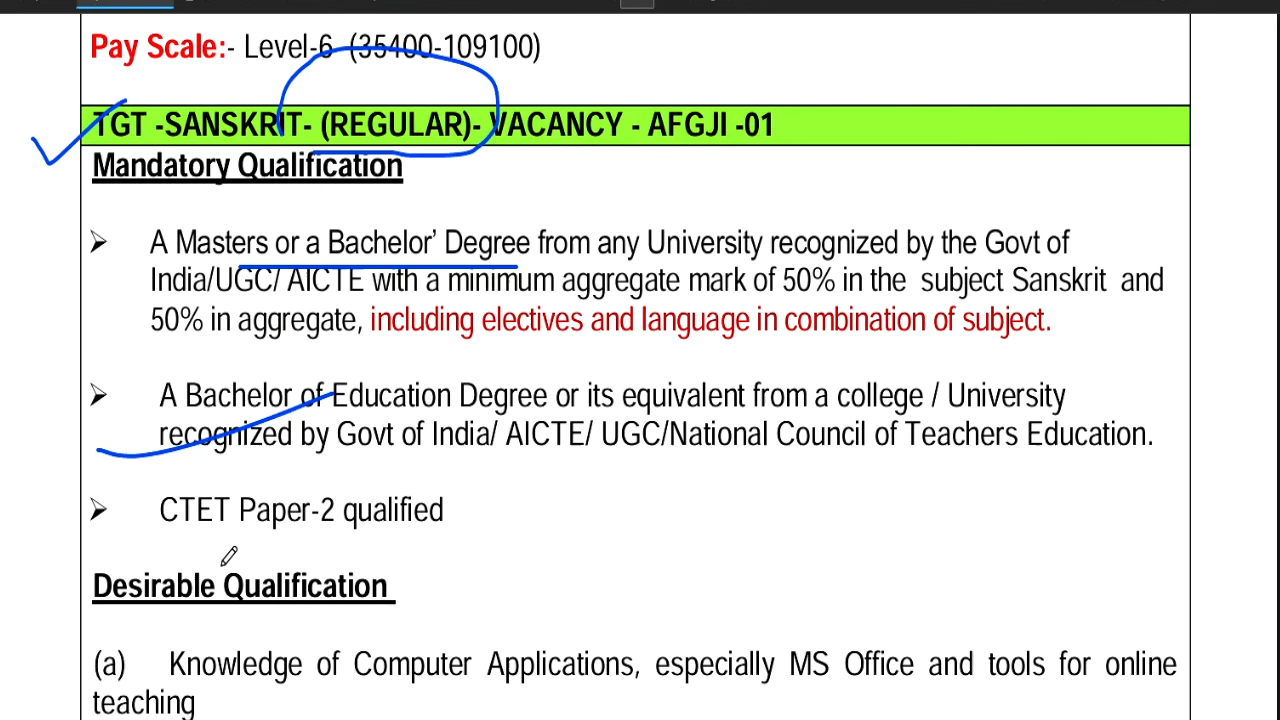 Pay Scale:- Level-6 (35400-109100)
TGT -SANSKRIT- (REGULAR)- VACANCY - AFGJI -01
Mandatory Qualification
➢ A Masters or a Bachelor’ Degree from any University recognized by the Govt of
India/UGC/ AICTE with a minimum aggregate mark of 50% in the subject Sanskrit and
50% in aggregate, including electives and language in combination of subject.
➢ A Bachelor of Education Degree or its equivalent from a college / University
recognized by Govt of India/ AICTE/ UGC/National Council of Teachers Education.
➢ CTET Paper-2 qualified
Desirable Qualification
(a) Knowledge of Computer Applications, especially MS Office and tools for online
teaching